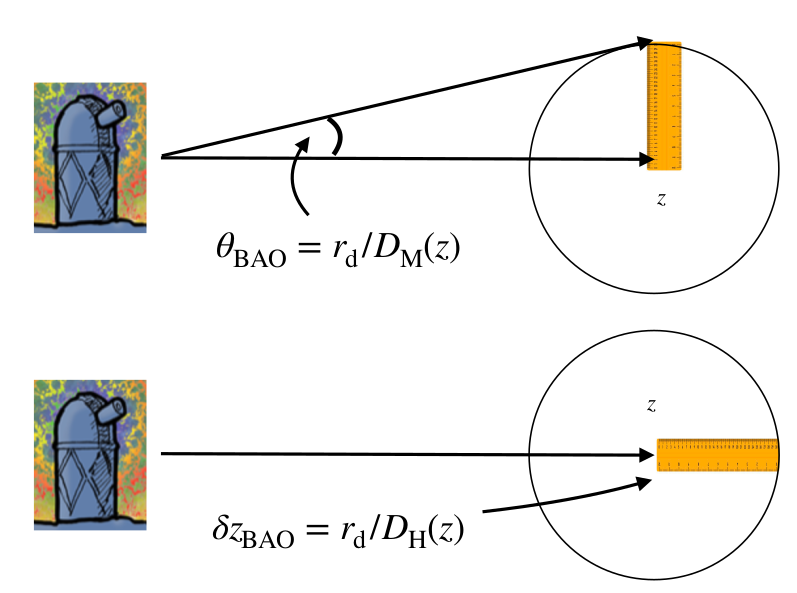 z
θ_BAO = r_d/D_M(z)
z
δz_BAO = r_d/D_H(z)